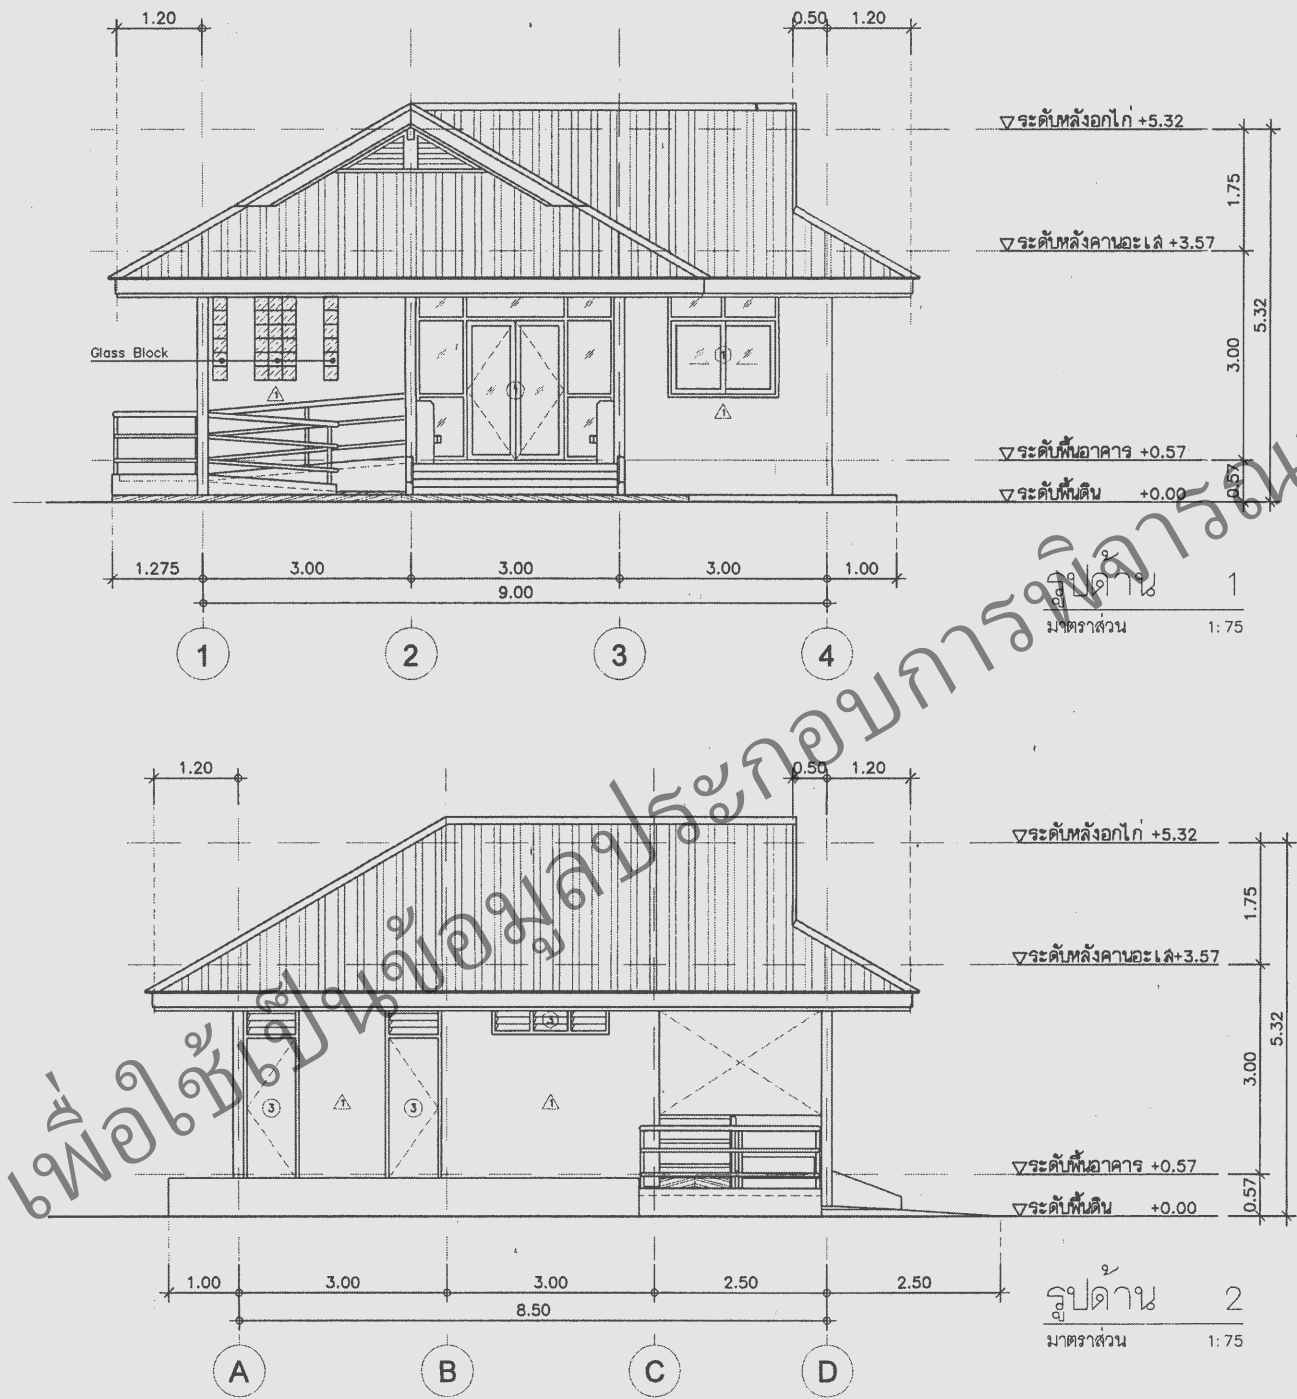 1.20 0.50 1.20
▽ ระดับหลังอกไก่ +5.32
1.75
▽ ระดับหลังคานอะเส +3.57
5.32
Glass Block
1
1
1
1
3.00
▽ ระดับพื้นอาคาร +0.57
0.57
▽ ระดับพื้นดิน +0.00
1.275 3.00 3.00 3.00 1.00
9.00
รูปด้าน 1
มาตราส่วน 1:75
1 2 3 4
เพื่อใช้เป็นข้อมูลประกอบการพิจารณ
1.20 0.50 1.20
▽ระดับหลังอกไก่ +5.32
1.75
▽ระดับหลังคานอะเส+3.57
3
5.32
3.00
3 1 3 1
▽ระดับพื้นอาคาร +0.57
0.57
▽ระดับพื้นดิน +0.00
1.00 3.00 3.00 2.50 2.50
8.50
รูปด้าน 2
มาตราส่วน 1:75
A B C D